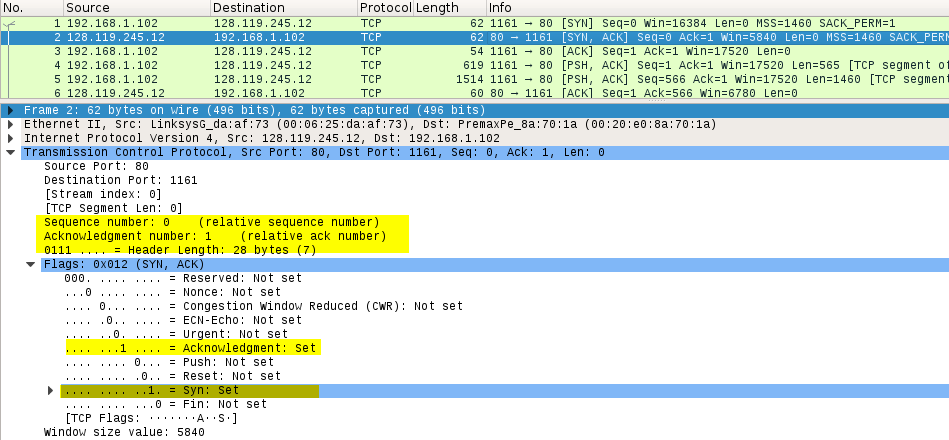 No. Source Destination Protocol Length Info
1 192.168.1.102 128.119.245.12 TCP 62 1161 → 80 [SYN] Seq=0 Win=16384 Len=0 MSS=1460 SACK_PERM=1
2 128.119.245.12 192.168.1.102 TCP 62 80 → 1161 [SYN, ACK] Seq=0 Ack=1 Win=5840 Len=0 MSS=1460 SACK_PERM
3 192.168.1.102 128.119.245.12 TCP 54 1161 → 80 [ACK] Seq=1 Ack=1 Win=17520 Len=0
4 192.168.1.102 128.119.245.12 TCP 619 1161 → 80 [PSH, ACK] Seq=1 Ack=1 Win=17520 Len=565 [TCP segment of
5 192.168.1.102 128.119.245.12 TCP 1514 1161 → 80 [PSH, ACK] Seq=566 Ack=1 Win=17520 Len=1460 [TCP segment
6 128.119.245.12 192.168.1.102 TCP 60 80 → 1161 [ACK] Seq=1 Ack=566 Win=6780 Len=0
Frame 2: 62 bytes on wire (496 bits), 62 bytes captured (496 bits)
Ethernet II, Src: LinksysG_da:af:73 (00:06:25:da:af:73), Dst: PremaxPe_8a:70:1a (00:20:e0:8a:70:1a)
Internet Protocol Version 4, Src: 128.119.245.12, Dst: 192.168.1.102
Transmission Control Protocol, Src Port: 80, Dst Port: 1161, Seq: 0, Ack: 1, Len: 0
Source Port: 80
Destination Port: 1161
[Stream index: 0]
[TCP Segment Len: 0]
Sequence number: 0 (relative sequence number)
Acknowledgment number: 1 (relative ack number)
0111 .... = Header Length: 28 bytes (7)
Flags: 0x012 (SYN, ACK)
000. .... .... = Reserved: Not set
...0 .... .... = Nonce: Not set
.... 0... .... = Congestion Window Reduced (CWR): Not set
.... .0.. .... = ECN-Echo: Not set
.... ..0. .... = Urgent: Not set
.... ...1 .... = Acknowledgment: Set
.... .... 0... = Push: Not set
.... .... .0.. = Reset: Not set
.... .... ..1. = Syn: Set
.... .... ...0 = Fin: Not set
[TCP Flags: ·······A··S·]
Window size value: 5840